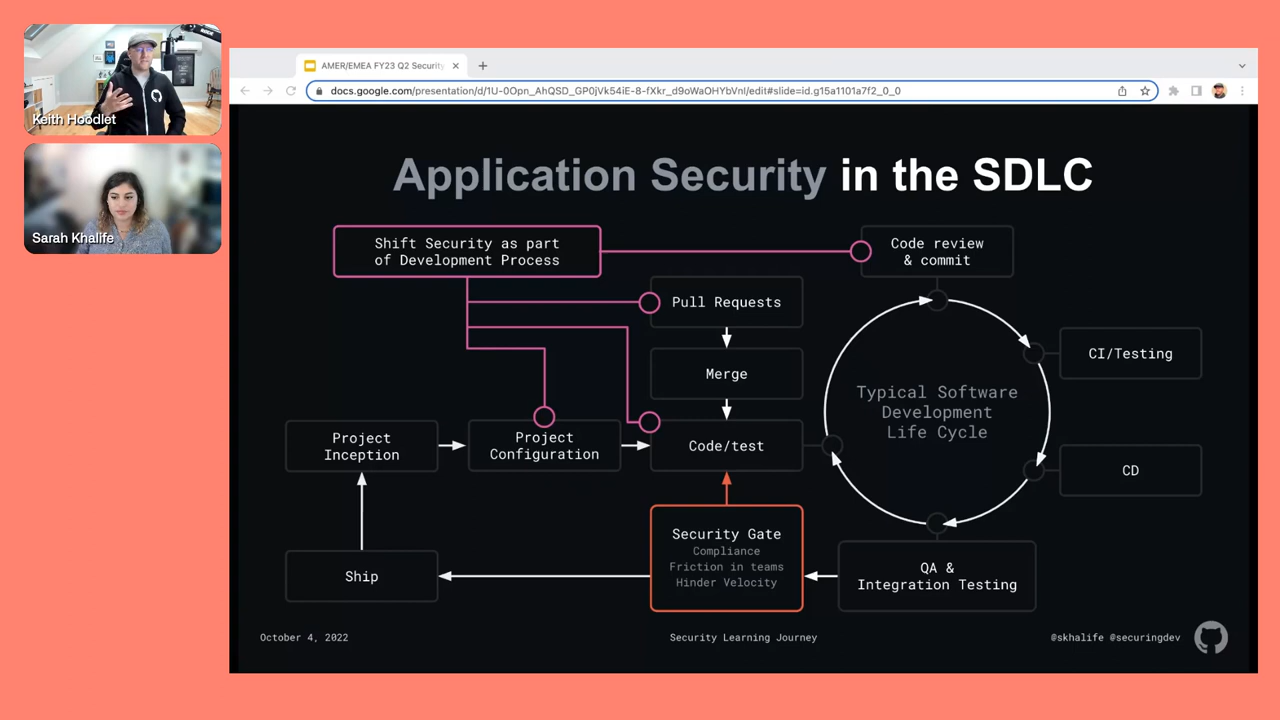 AMER/EMEA FY23 Q2 Security
docs.google.com/presentation/d/1U-0Opn_AhQSD_GP0jVk54iE-8-fXkr_d9oWaOHYbVnI/edit#slide=id.g15a1101a7f2_0_0
Keith Hoodlet
Sarah Khalife
Application Security in the SDLC
Shift Security as part
of Development Process
Code review
& commit
Pull Requests
Merge
CI/Testing
Typical Software
Development
Life Cycle
Project
Inception
Project
Configuration
Code/test
CD
Security Gate
Compliance
Friction in teams
Hinder Velocity
QA &
Integration Testing
Ship
October 4, 2022
Security Learning Journey
@skhalife @securingdev